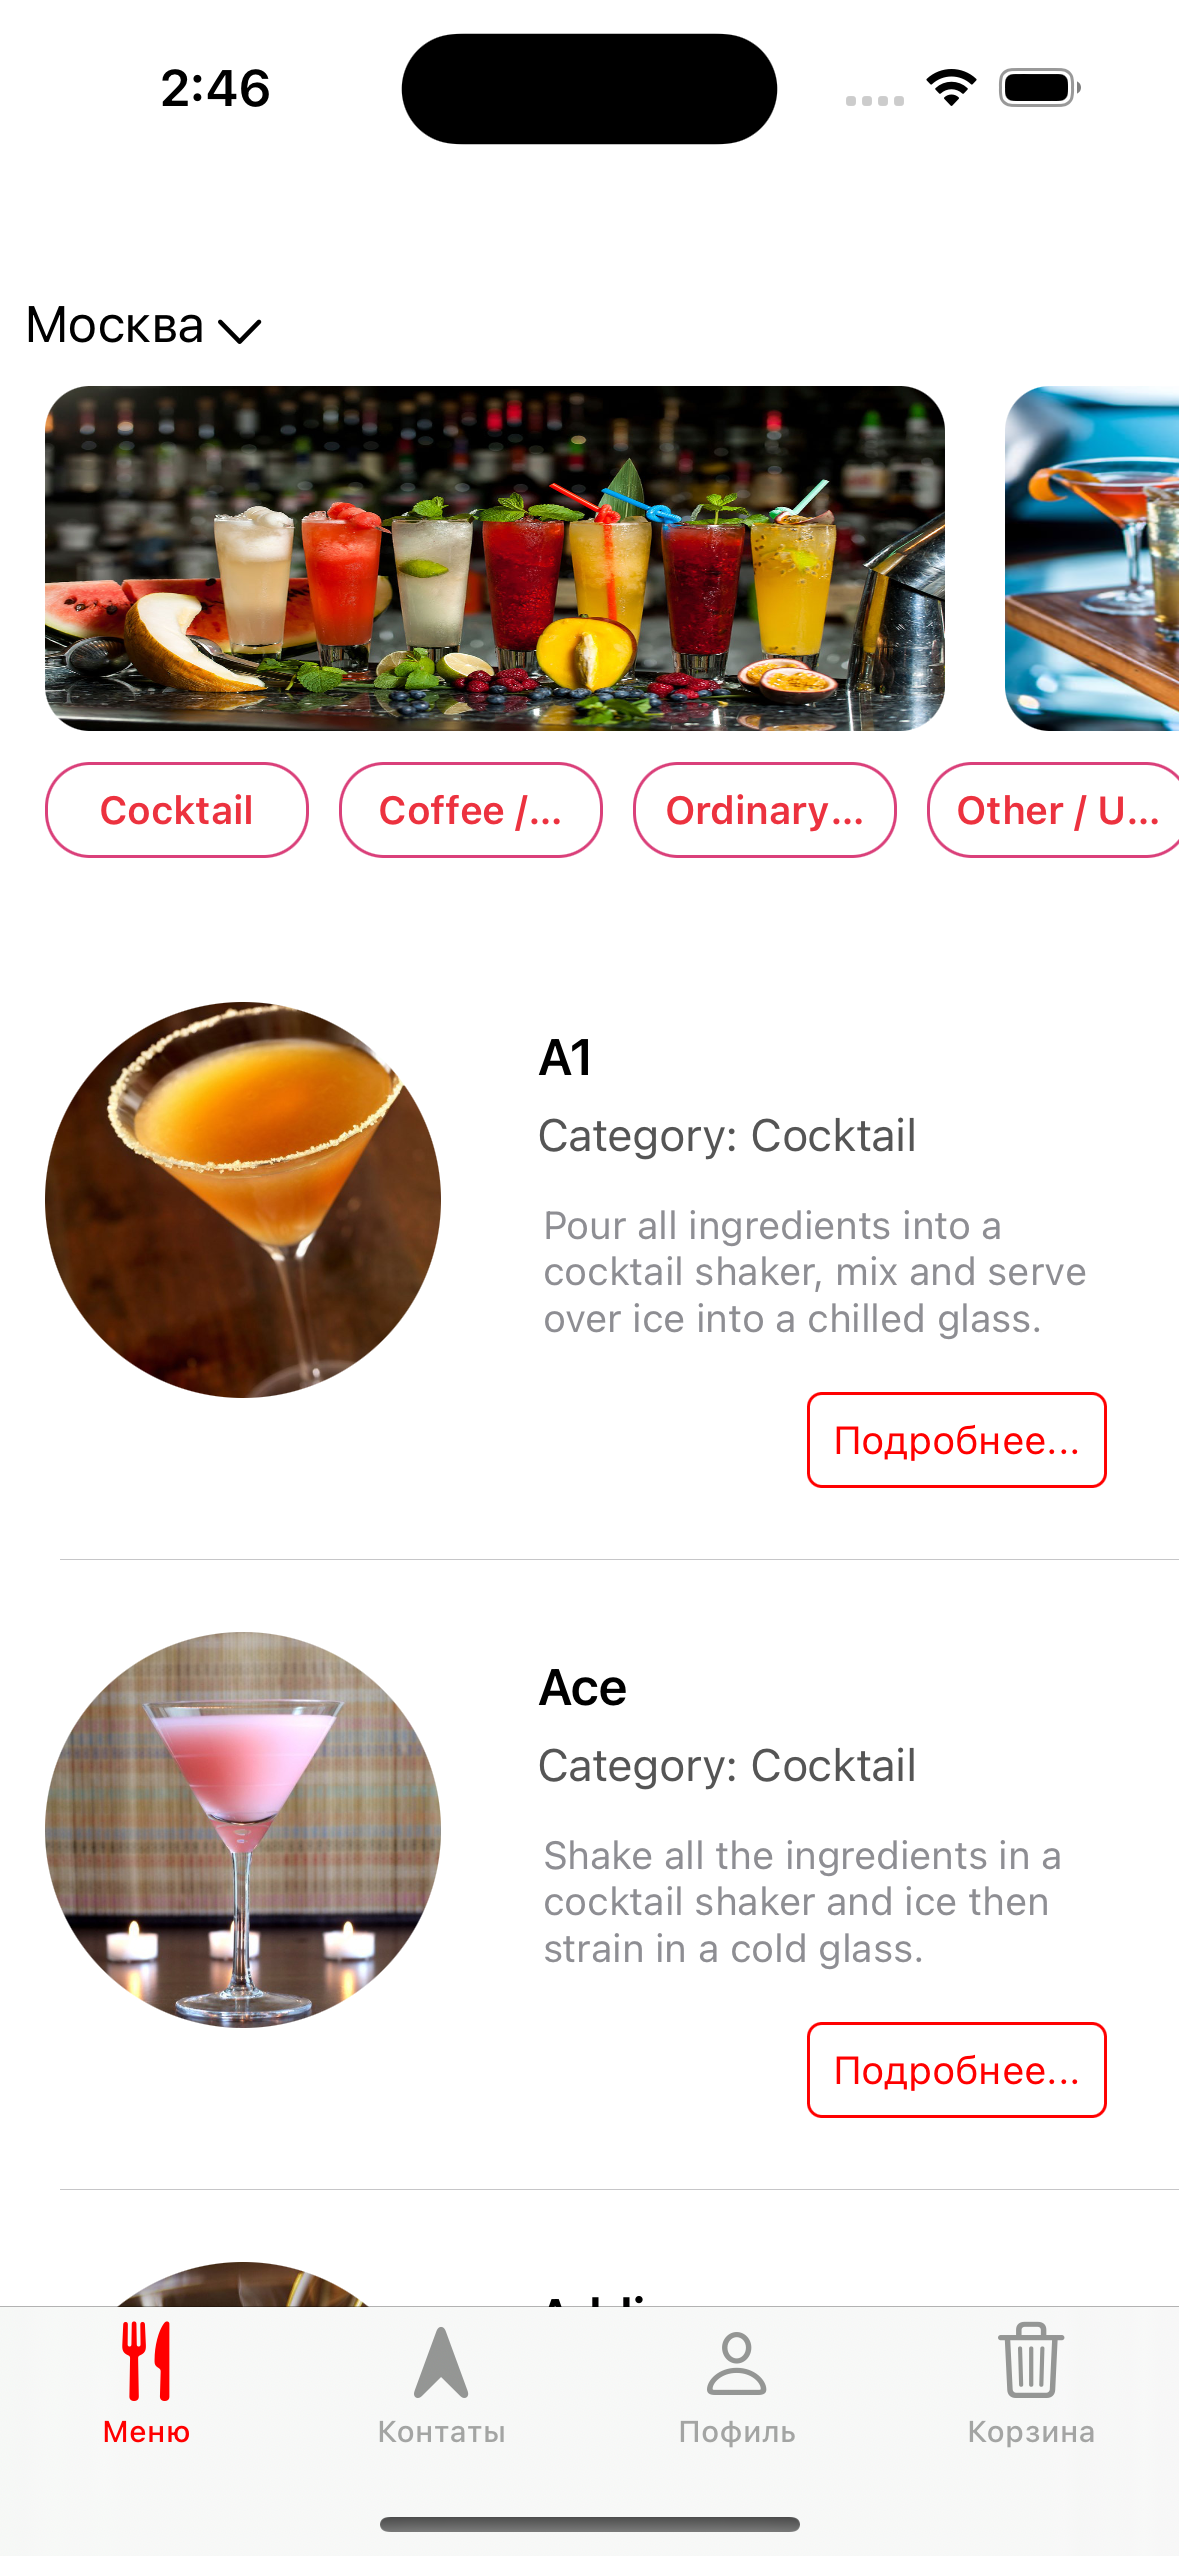 2:46
Москва
Cocktail
Coffee /...
Ordinary...
Other / U...
A1
Category: Cocktail
Pour all ingredients into a
cocktail shaker, mix and serve
over ice into a chilled glass.
Подробнее...
Ace
Category: Cocktail
Shake all the ingredients in a
cocktail shaker and ice then
strain in a cold glass.
Подробнее...
Меню
Контаты
Пофиль
Корзина